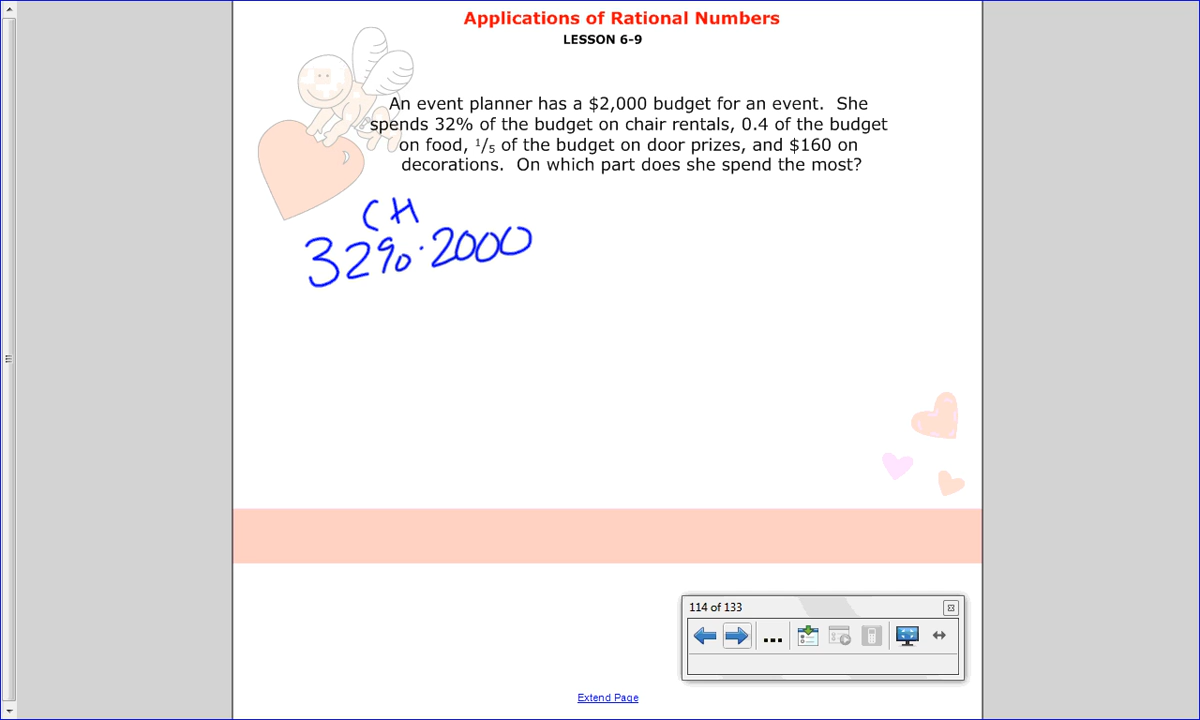 Applications of Rational Numbers
LESSON 6-9
An event planner has a $2,000 budget for an event. She
spends 32% of the budget on chair rentals, 0.4 of the budget
on food, 1/5 of the budget on door prizes, and $160 on
decorations. On which part does she spend the most?
CH
32%·2000
114 of 133
Extend Page